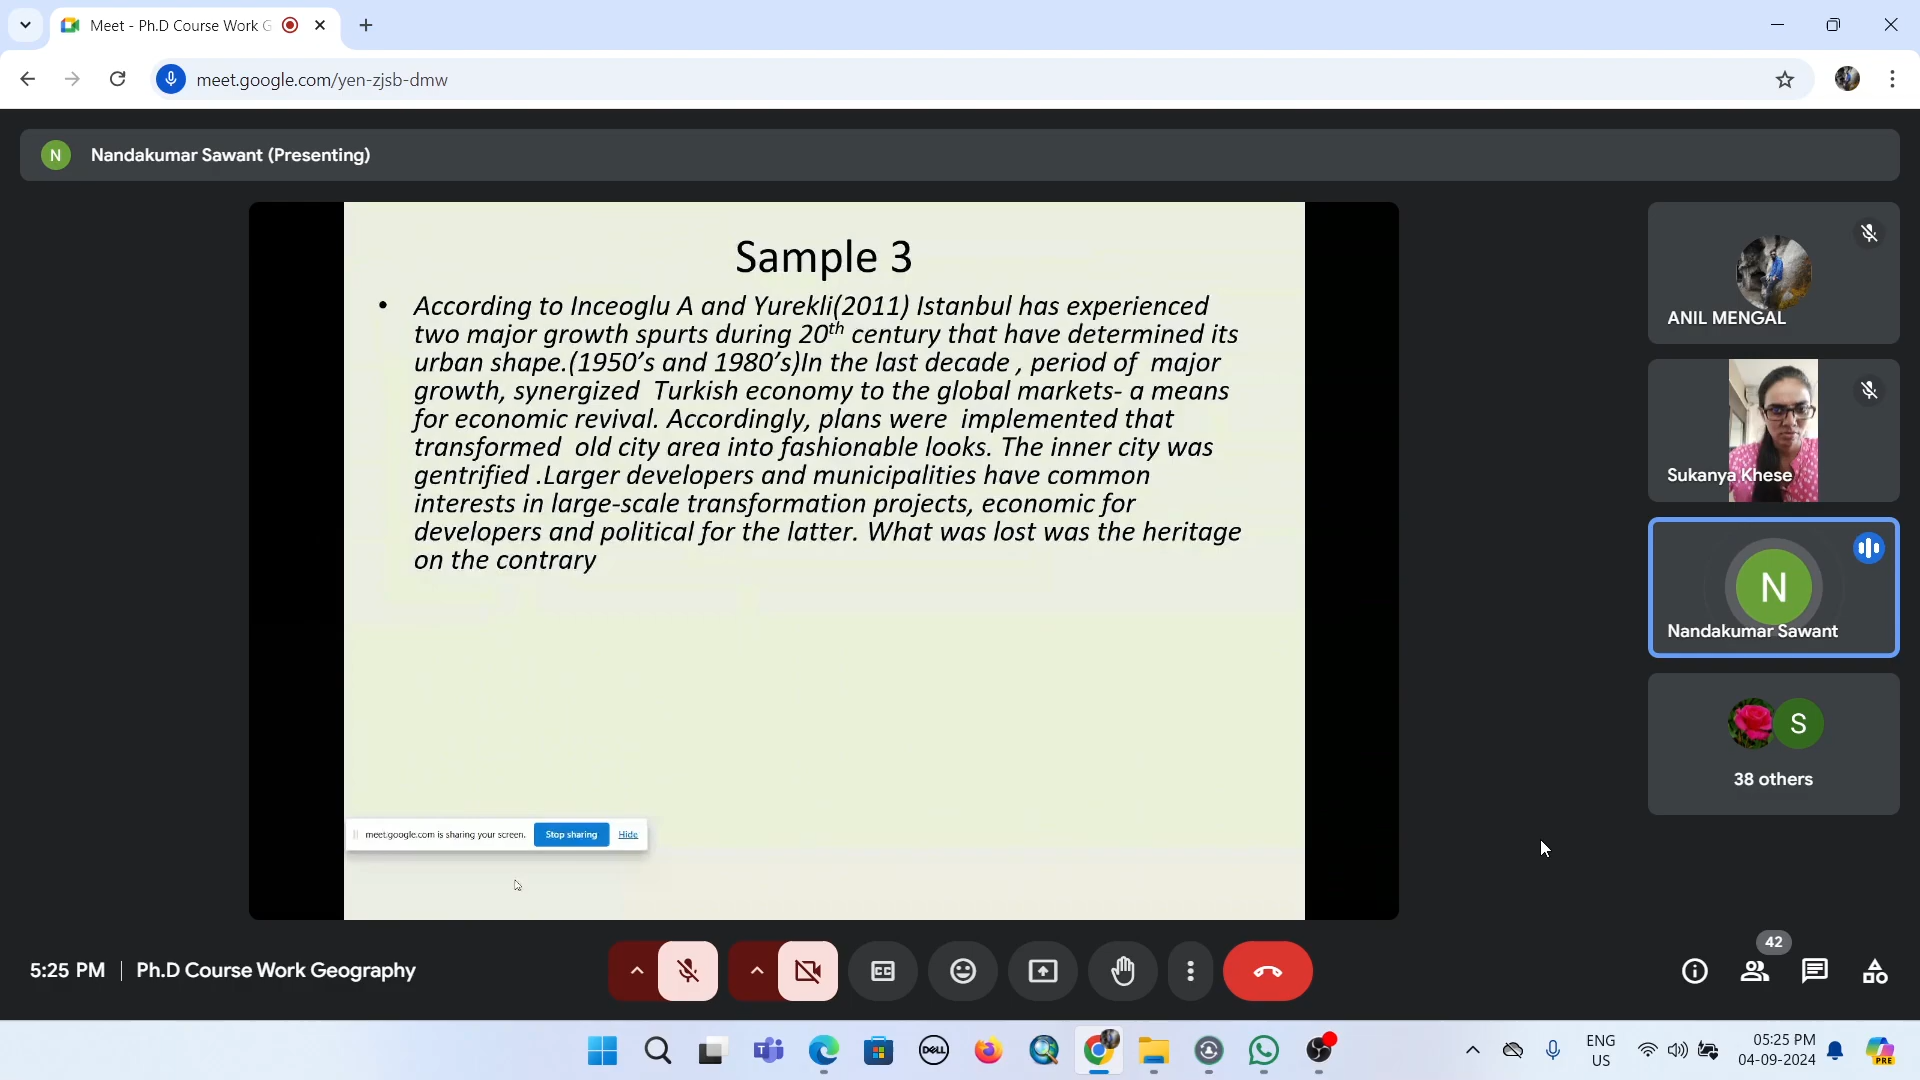 Meet - Ph.D Course Work G
meet.google.com/yen-zjsb-dmw
N
Nandakumar Sawant (Presenting)
Sample 3
• According to Inceoglu A and Yurekli(2011) Istanbul has experienced
two major growth spurts during 20th century that have determined its
urban shape.(1950’s and 1980’s)In the last decade , period of major
growth, synergized Turkish economy to the global markets- a means
for economic revival. Accordingly, plans were implemented that
transformed old city area into fashionable looks. The inner city was
gentrified .Larger developers and municipalities have common
interests in large-scale transformation projects, economic for
developers and political for the latter. What was lost was the heritage
on the contrary
meet.google.com is sharing your screen.
Stop sharing
Hide
ANIL MENGAL
Sukanya Khese
N
Nandakumar Sawant
S
38 others
5:25 PM | Ph.D Course Work Geography
CC
42
DELL
ENG
US
05:25 PM
04-09-2024
PRE